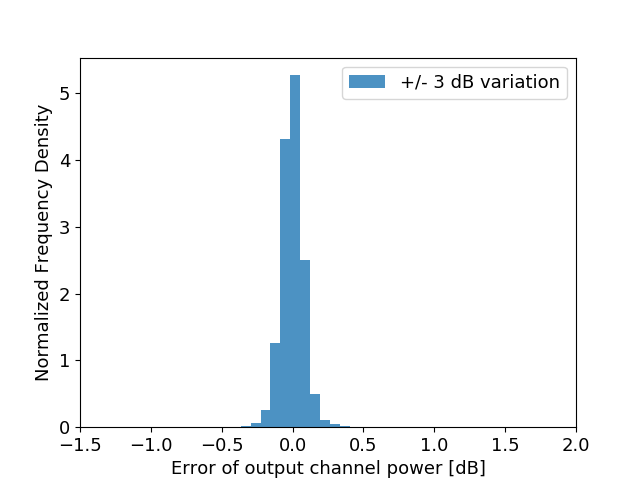 +/- 3 dB variation
Normalized Frequency Density
5
4
3
2
1
0
−1.5 −1.0 −0.5 0.0 0.5 1.0 1.5 2.0
Error of output channel power [dB]